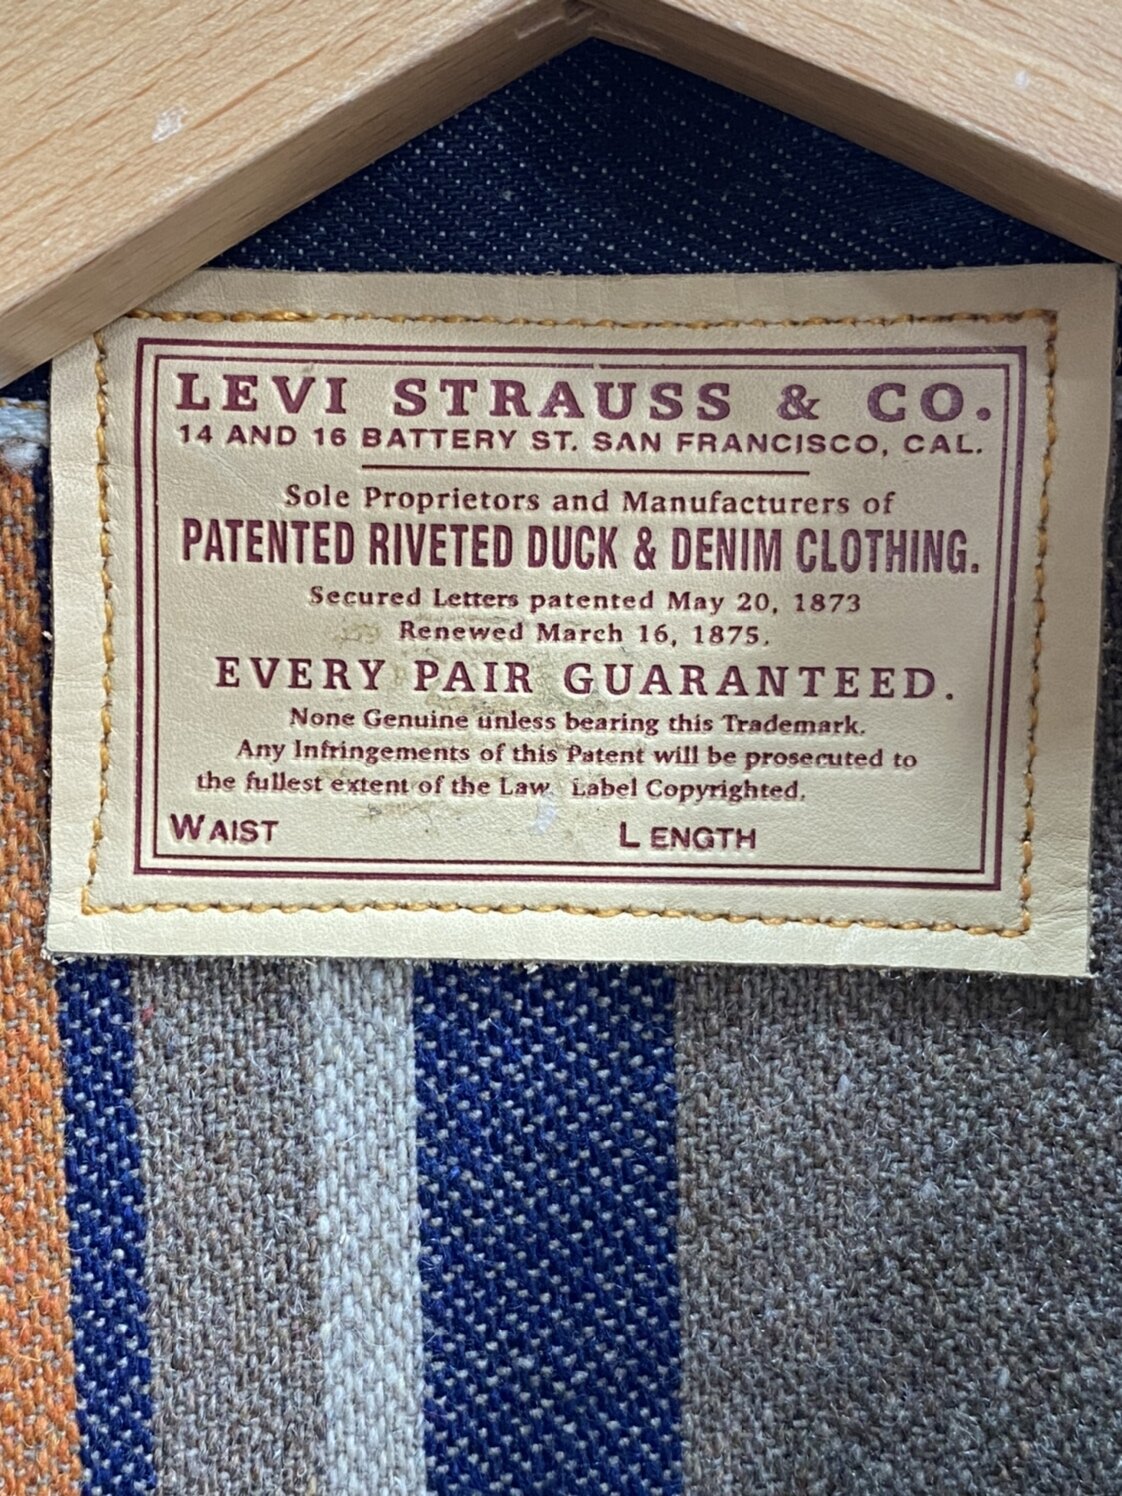 LEVI STRAUSS & CO.
14 AND 16 BATTERY ST. SAN FRANCISCO, CAL.
Sole Proprietors and Manufacturers of
PATENTED RIVETED DUCK & DENIM CLOTHING.
Secured Letters patented May 20, 1873
Renewed March 16, 1875.
EVERY PAIR GUARANTEED.
None Genuine unless bearing this Trademark.
Any Infringements of this Patent will be prosecuted to
the fullest extent of the Law. Label Copyrighted.
WAIST LENGTH